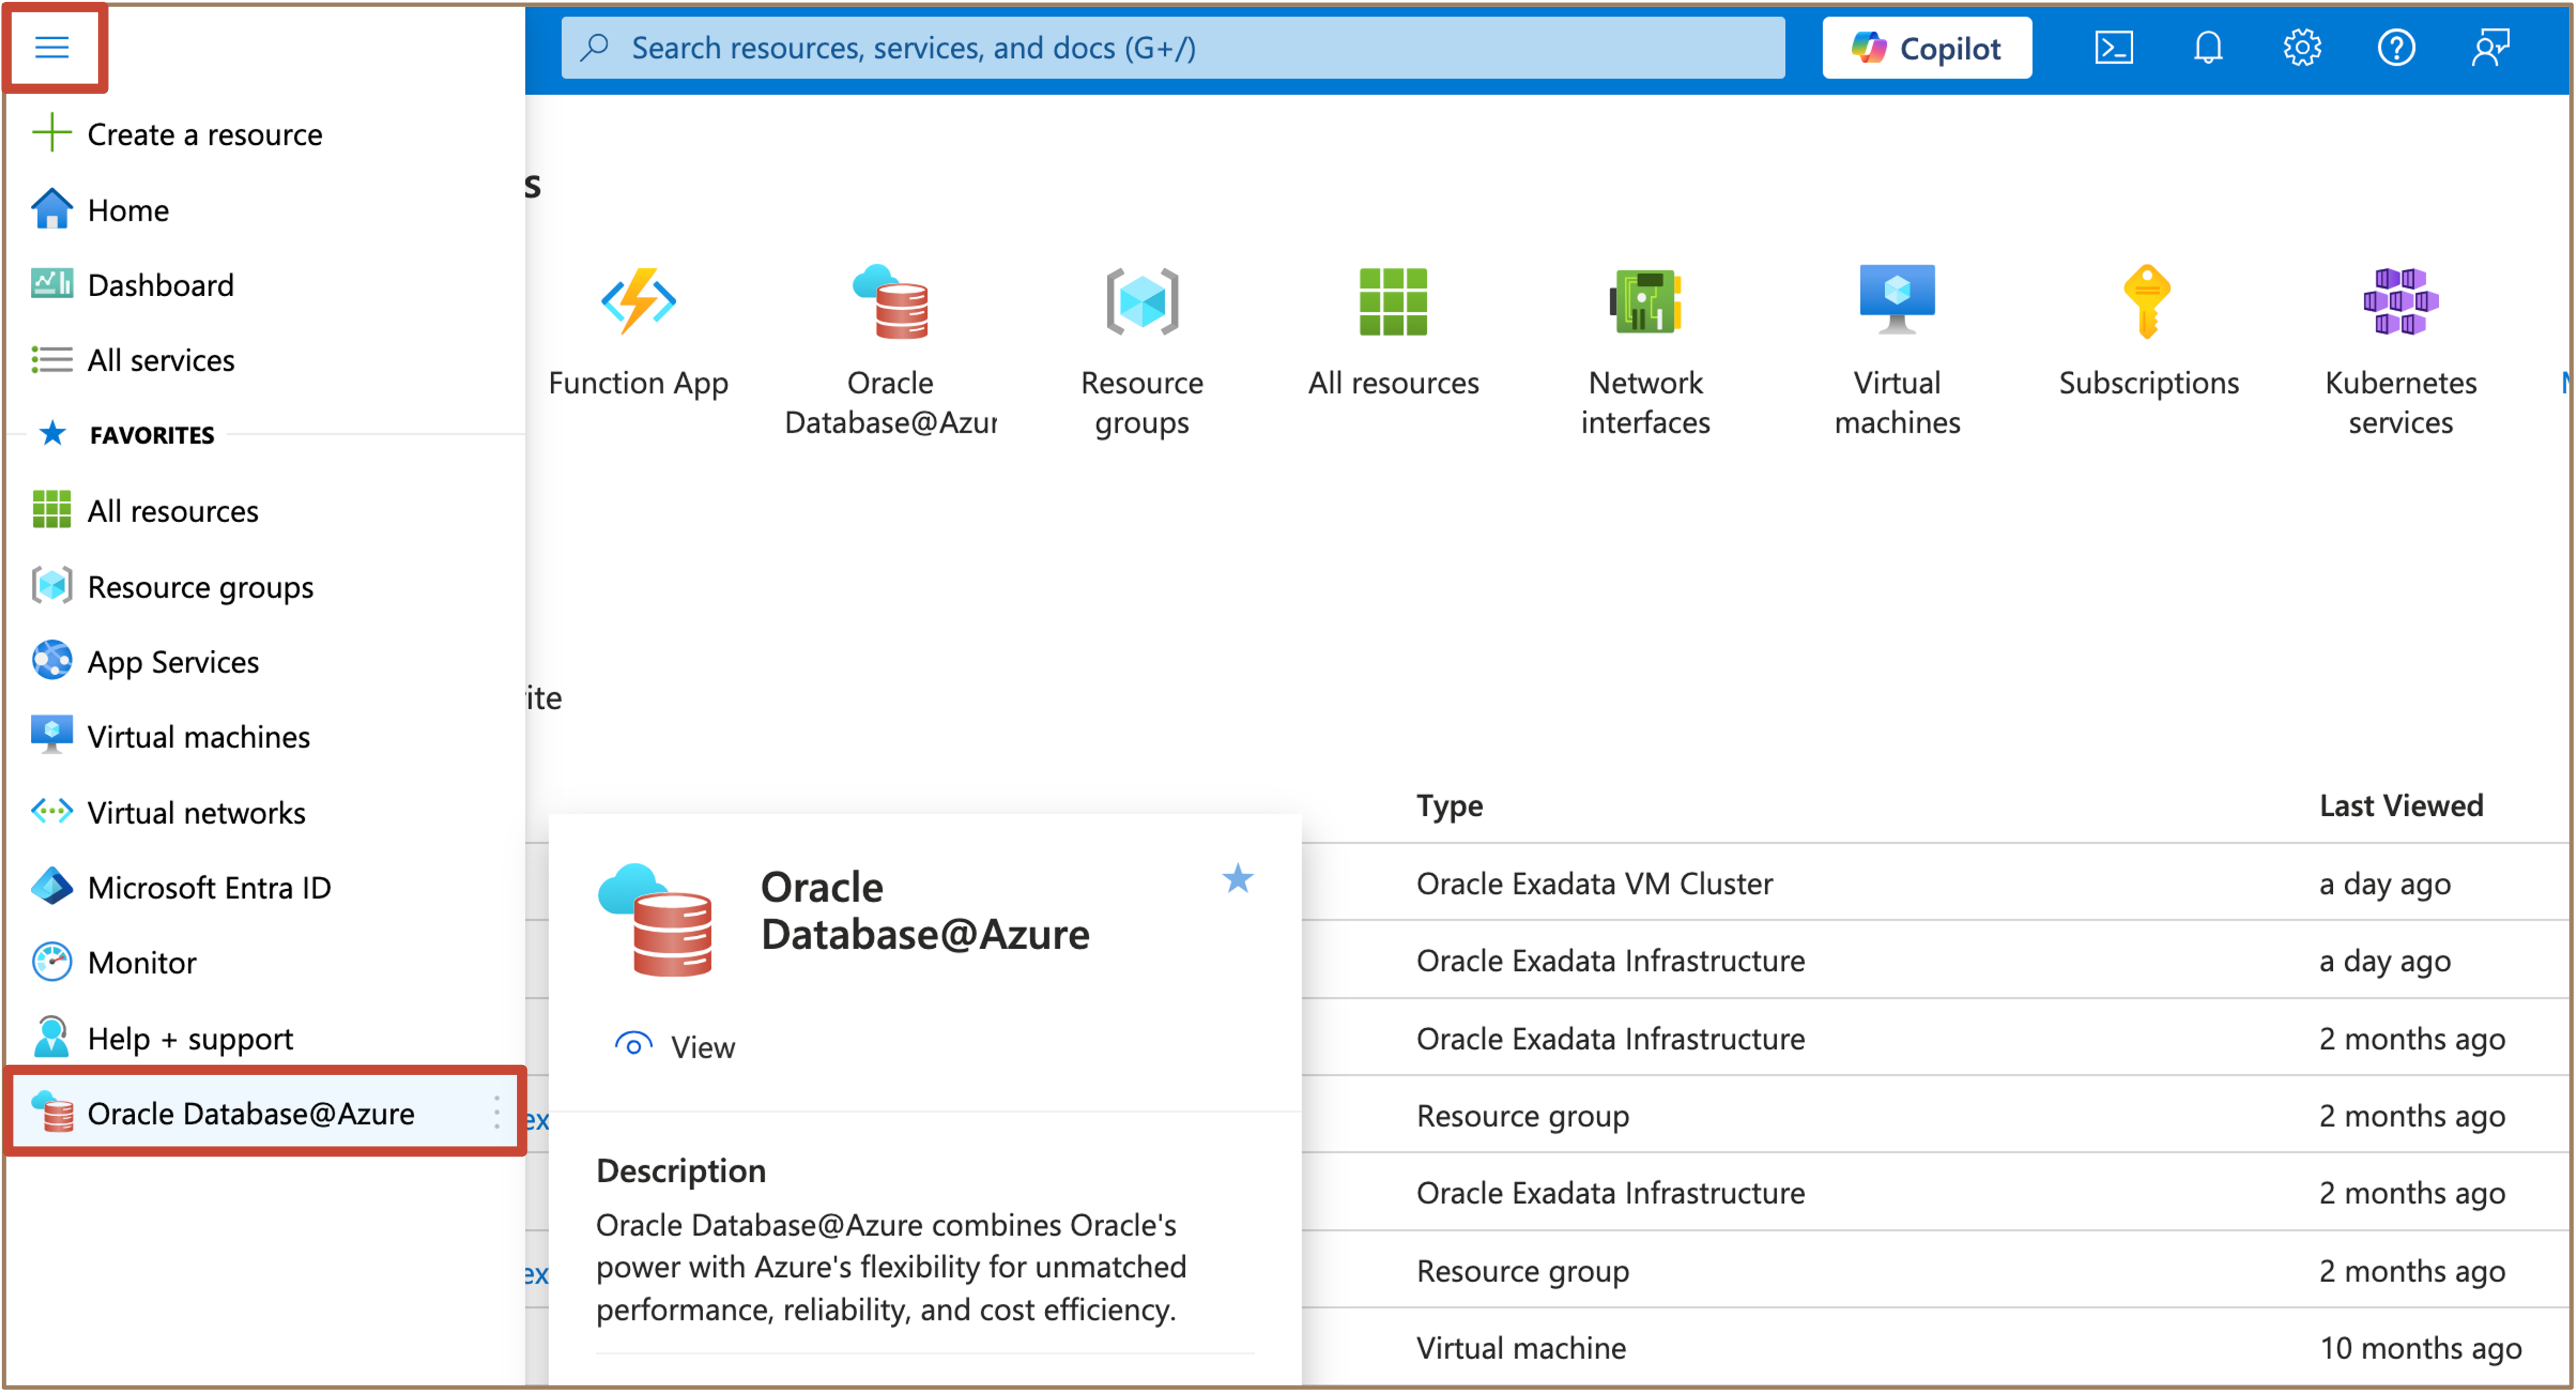 Search resources, services, and docs (G+/)
Copilot
Create a resource
Home
Dashboard
All services
FAVORITES
All resources
Resource groups
App Services
Virtual machines
Virtual networks
Microsoft Entra ID
Monitor
Help + support
Oracle Database@Azure
s
Function App
Oracle
Database@Azur
Resource
groups
All resources
Network
interfaces
Virtual
machines
Subscriptions
Kubernetes
services
ite
Type
Last Viewed
Oracle Exadata VM Cluster
a day ago
Oracle Exadata Infrastructure
a day ago
Oracle Exadata Infrastructure
2 months ago
ex
Resource group
2 months ago
Oracle Exadata Infrastructure
2 months ago
ex
Resource group
2 months ago
Virtual machine
10 months ago
Oracle
Database@Azure
View
Description
Oracle Database@Azure combines Oracle's
power with Azure's flexibility for unmatched
performance, reliability, and cost efficiency.